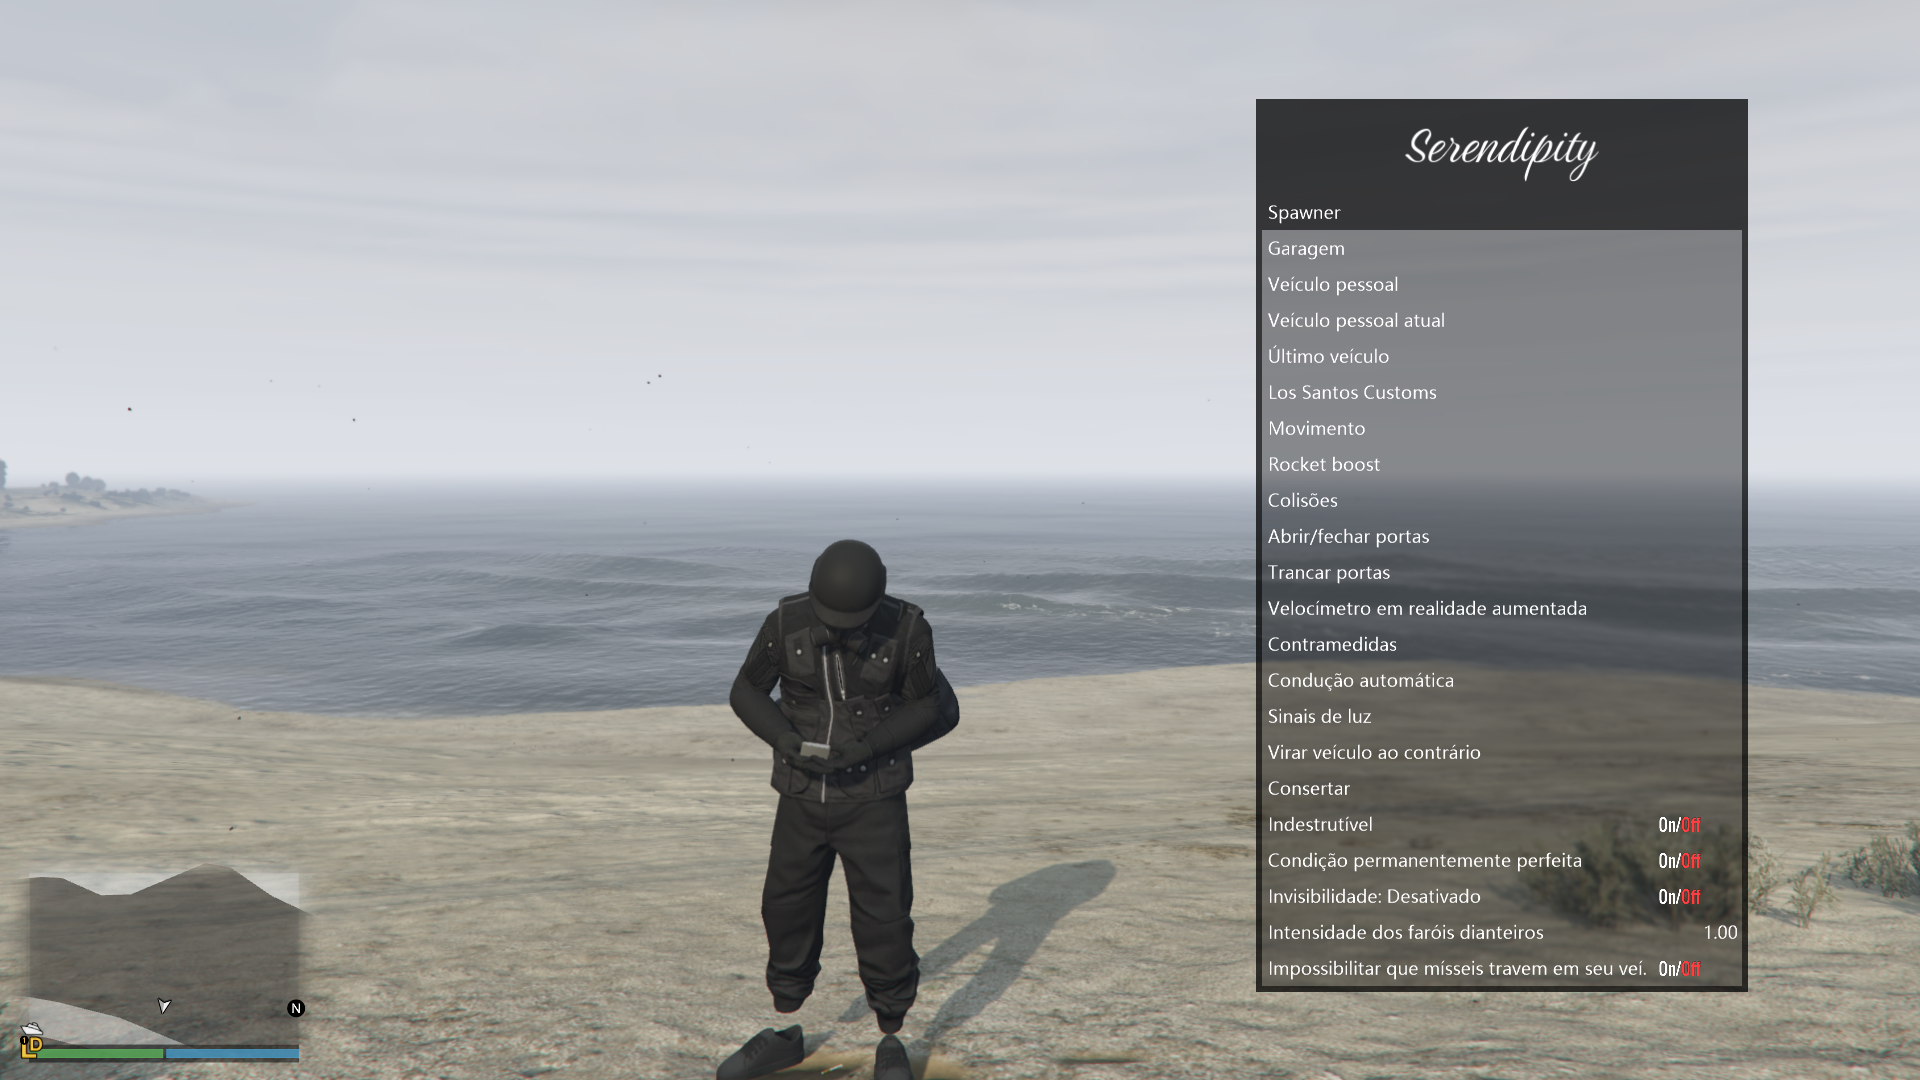 Serendipity
Spawner
Garagem
Veículo pessoal
Veículo pessoal atual
Último veículo
Los Santos Customs
Movimento
Rocket boost
Colisões
Abrir/fechar portas
Trancar portas
Velocímetro em realidade aumentada
Contramedidas
Condução automática
Sinais de luz
Virar veículo ao contrário
Consertar
Indestrutível On/Off
Condição permanentemente perfeita On/Off
Invisibilidade: Desativado On/Off
Intensidade dos faróis dianteiros 1.00
Impossibilitar que mísseis travem em seu veí. On/Off
N